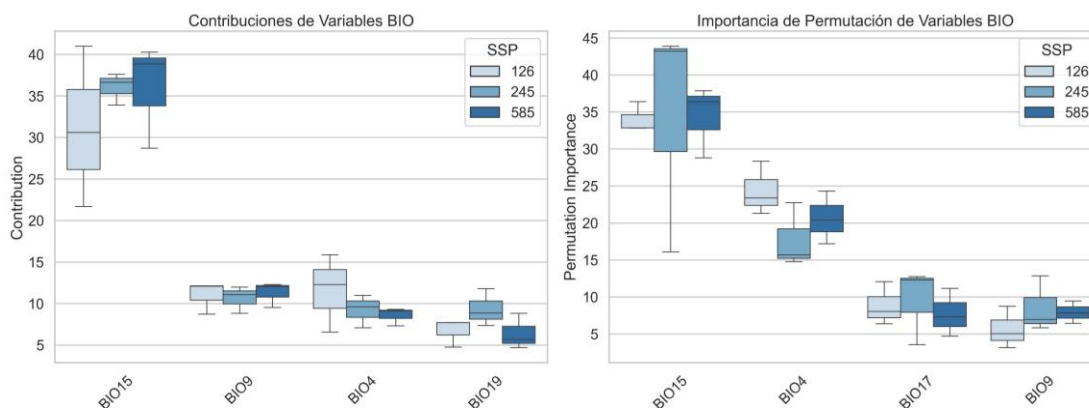 Contribuciones de Variables BIO
Contribution
40
35
30
25
20
15
10
5
SSP
126
245
585
BIO15
BIO9
BIO4
BIO19
Importancia de Permutación de Variables BIO
Permutation Importance
45
40
35
30
25
20
15
10
5
SSP
126
245
585
BIO15
BIO4
BIO17
BIO9